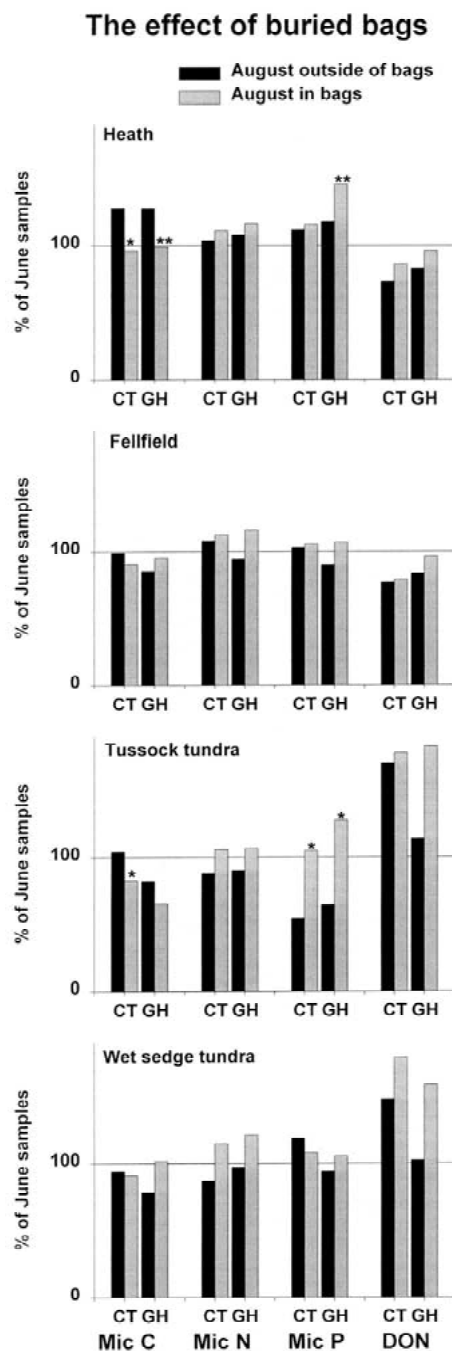 The effect of buried bags
August outside of bags
August in bags
Heath
% of June samples
100
0
* ** **
CT GH CT GH CT GH CT GH
Fellfield
% of June samples
100
0
CT GH CT GH CT GH CT GH
Tussock tundra
% of June samples
100
0
* * *
CT GH CT GH CT GH CT GH
Wet sedge tundra
% of June samples
100
0
CT GH CT GH CT GH CT GH
Mic C Mic N Mic P DON